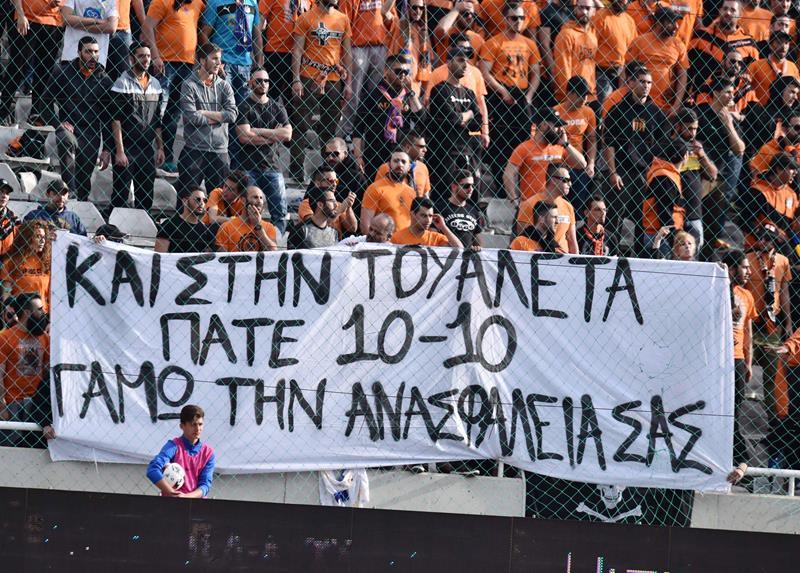 ΚΑΙ ΣΤΗΝ ΤΟΥΑΛΕΤΑ
ΠΑΤΕ 10-10
ΓΑΜΩ ΤΗΝ ΑΝΑΣΦΑΛΕΙΑ ΣΑΣ